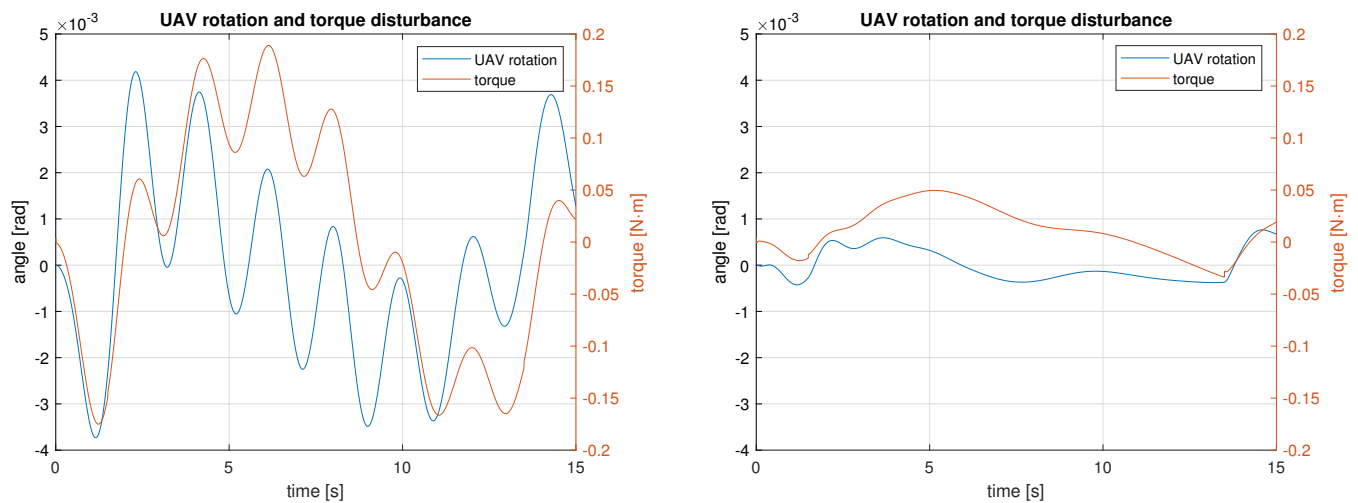 UAV rotation and torque disturbance
×10⁻³
5
4
3
2
1
0
-1
-2
-3
-4
angle [rad]
0.2
0.15
0.1
0.05
0
-0.05
-0.1
-0.15
-0.2
torque [N·m]
UAV rotation
torque
0 5 10 15
time [s]
UAV rotation and torque disturbance
×10⁻³
5
4
3
2
1
0
-1
-2
-3
-4
angle [rad]
0.2
0.15
0.1
0.05
0
-0.05
-0.1
-0.15
-0.2
torque [N·m]
UAV rotation
torque
0 5 10 15
time [s]